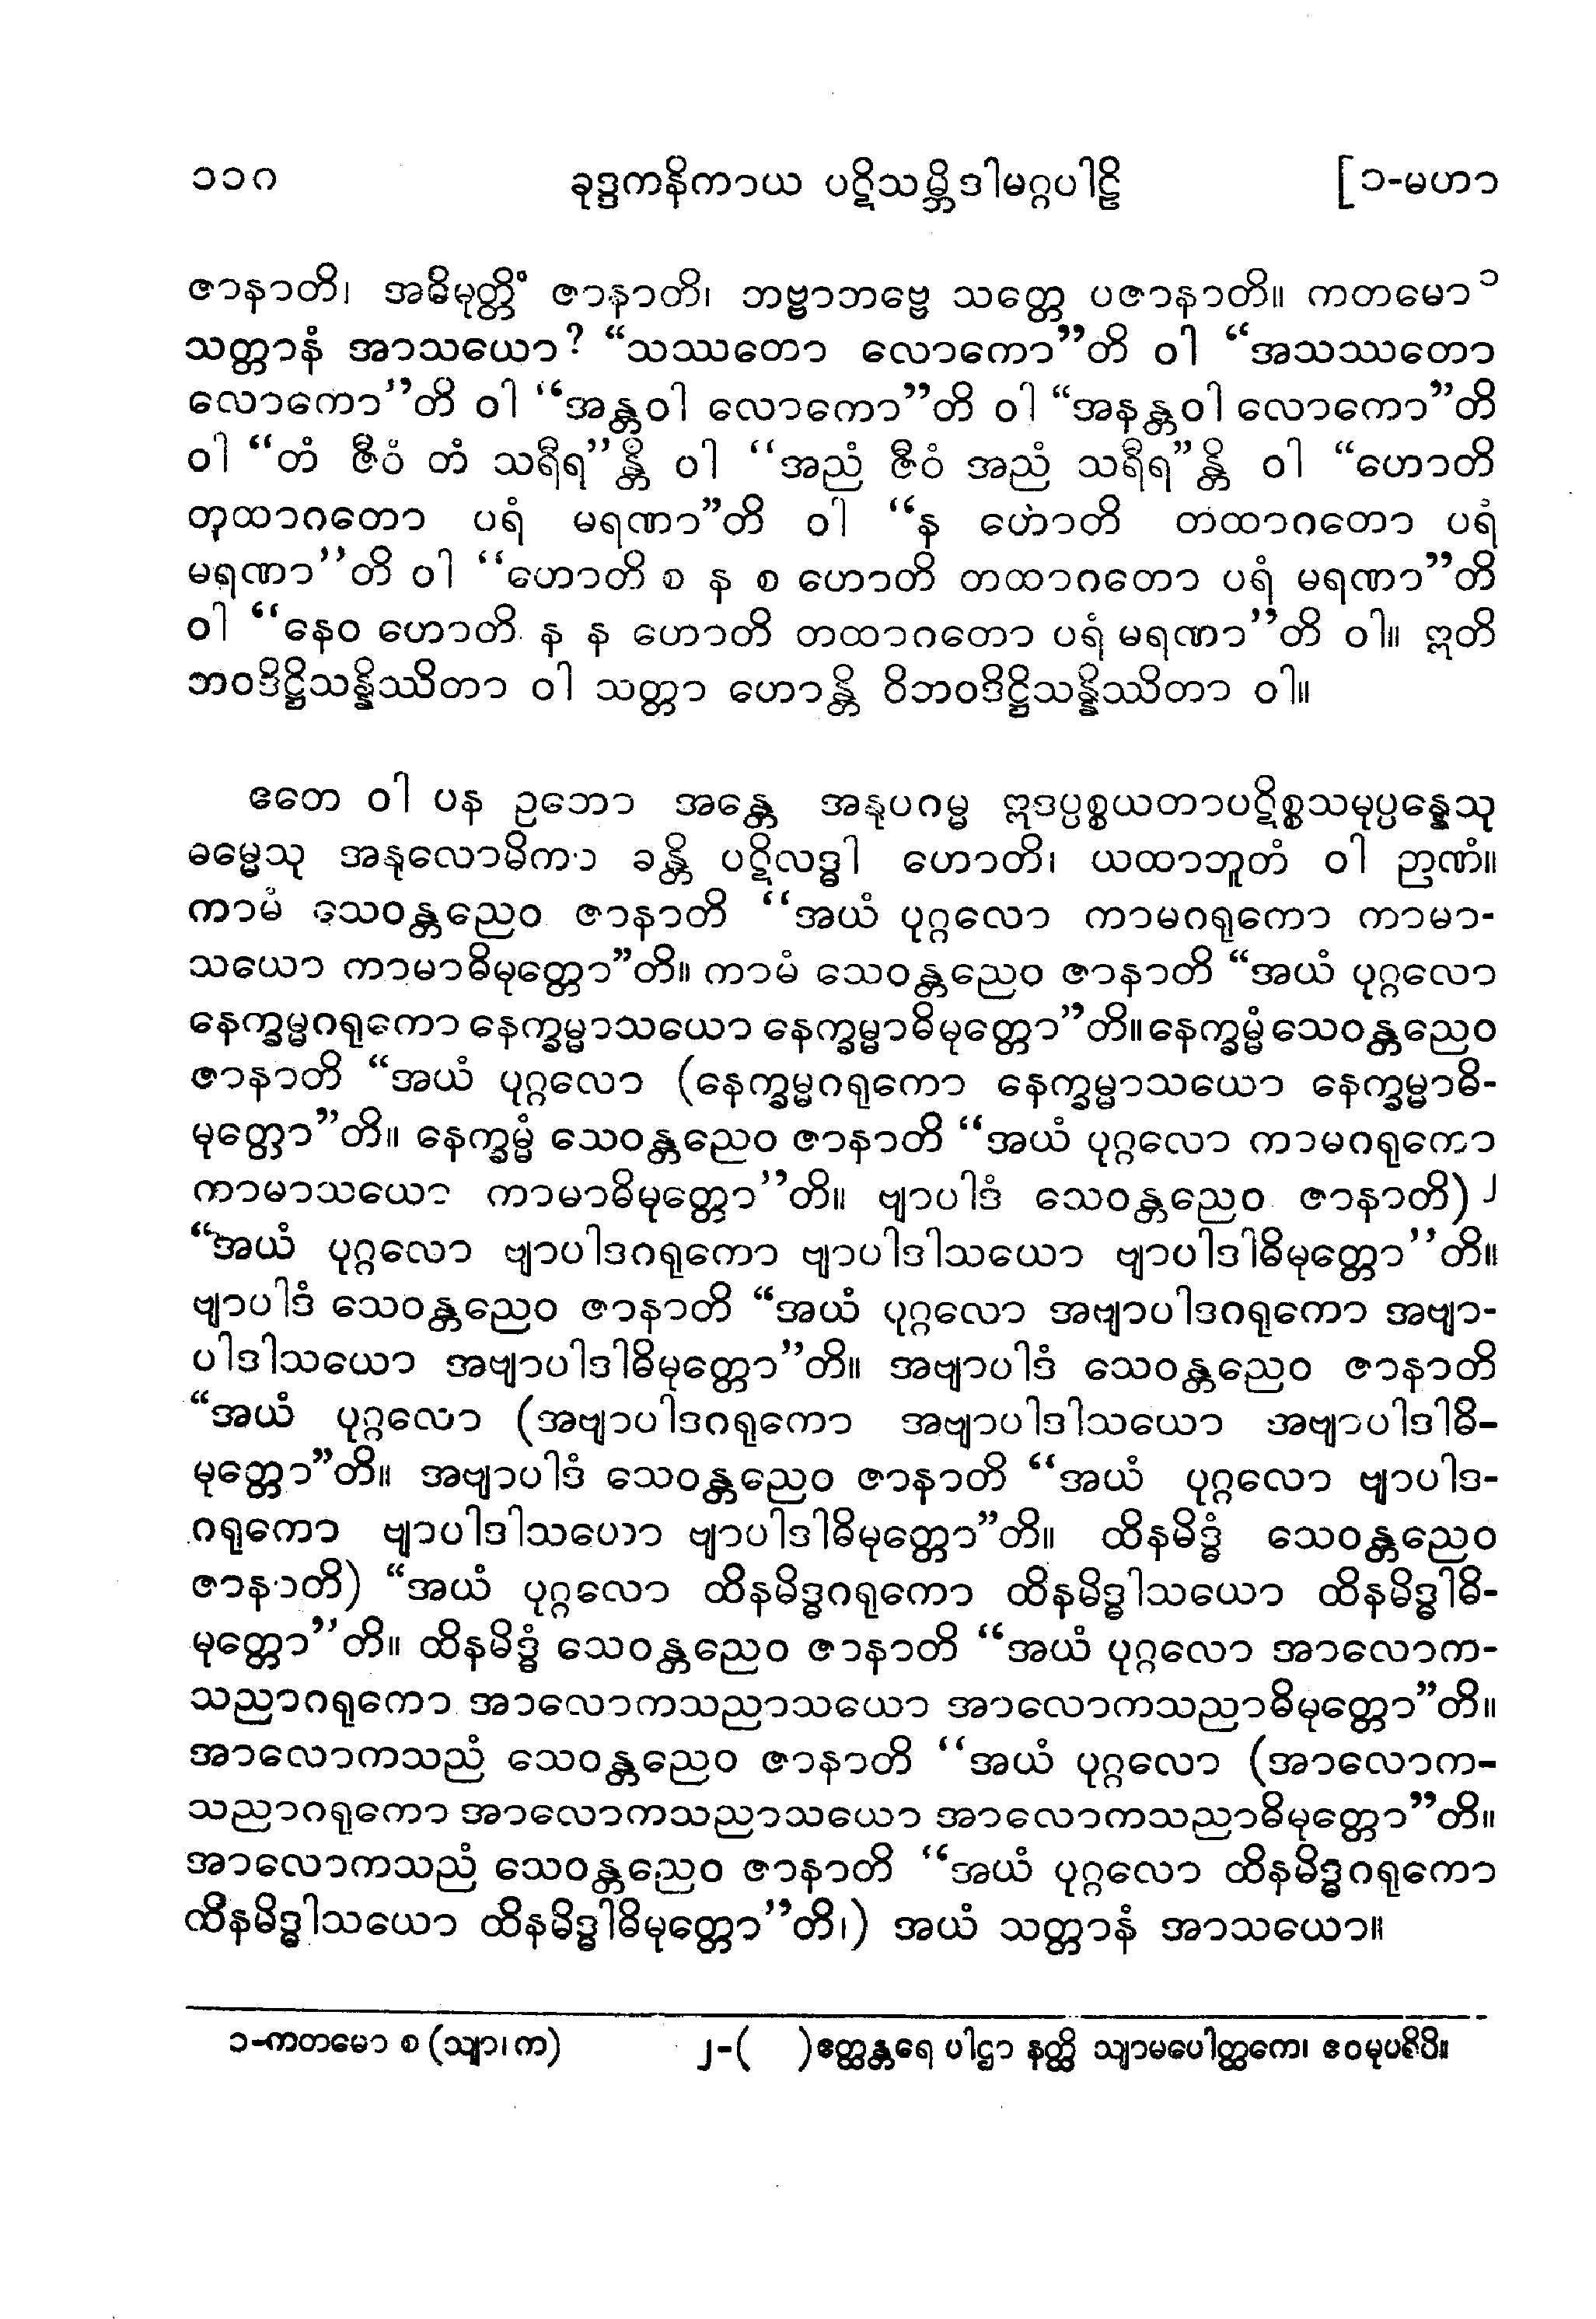 ၁၁ဂ ခုဒ္ဒကနိကာယ ပဋိသမ္ဘိဒါမဂ္ဂပါဠိ [၁-မဟာ
ဇာနာတိ၊ အဓိမုတ္တိံ ဇာနာတိ၊ ဘဗ္ဗာဘဗ္ဗေ သတ္တေ ပဇာနာတိ။ ကတမော ၁
သတ္တာနံ အာသယော? “သဿတော လောကော”တိ ဝါ “အသဿတော
လောကော”တိ ဝါ “အန္တဝါ လောကော”တိ ဝါ “အနန္တဝါ လောကော”တိ
ဝါ “တံ ဇီဝံ တံ သရီရ”န္တိ ဝါ “အညံ ဇီဝံ အညံ သရီရ”န္တိ ဝါ “ဟောတိ
တထာဂတော ပရံ မရဏာ”တိ ဝါ “န ဟောတိ တထာဂတော ပရံ
မရဏာ”တိ ဝါ “ဟောတိ စ န စ ဟောတိ တထာဂတော ပရံ မရဏာ”တိ
ဝါ “နေဝ ဟောတိ န န ဟောတိ တထာဂတော ပရံ မရဏာ”တိ ဝါ။ ဣတိ
ဘဝဒိဋ္ဌိသန္နိဿိတာ ဝါ သတ္တာ ဟောန္တိ ဝိဘဝဒိဋ္ဌိသန္နိဿိတာ ဝါ။
ဧတေ ဝါ ပန ဥဘော အန္တေ အနုပဂမ္မ ဣဒပ္ပစ္စယတာပဋိစ္စသမုပ္ပန္နေသု
ဓမ္မေသု အနုလောမိကာ ခန္တိ ပဋိလဒ္ဓါ ဟောတိ၊ ယထာဘူတံ ဝါ ဉာဏံ။
ကာမံ သေဝန္တညေဝ ဇာနာတိ “အယံ ပုဂ္ဂလော ကာမဂရုကော ကာမာ-
သယော ကာမာဓိမုတ္တော”တိ။ ကာမံ သေဝန္တညေဝ ဇာနာတိ “အယံ ပုဂ္ဂလော
နေက္ခမ္မဂရုကော နေက္ခမ္မာသယော နေက္ခမ္မာဓိမုတ္တော”တိ။ နေက္ခမ္မံ သေဝန္တညေဝ
ဇာနာတိ “အယံ ပုဂ္ဂလော (နေက္ခမ္မဂရုကော နေက္ခမ္မာသယော နေက္ခမ္မာဓိ-
မုတ္တော”တိ။ နေက္ခမ္မံ သေဝန္တညေဝ ဇာနာတိ “အယံ ပုဂ္ဂလော ကာမဂရုကော
ကာမာသယော ကာမာဓိမုတ္တော”တိ။ ဗျာပါဒံ သေဝန္တညေဝ ဇာနာတိ) ၂
“အယံ ပုဂ္ဂလော ဗျာပါဒဂရုကော ဗျာပါဒါသယော ဗျာပါဒါဓိမုတ္တော”တိ။
ဗျာပါဒံ သေဝန္တညေဝ ဇာနာတိ “အယံ ပုဂ္ဂလော အဗျာပါဒဂရုကော အဗျာ-
ပါဒါသယော အဗျာပါဒါဓိမုတ္တော”တိ။ အဗျာပါဒံ သေဝန္တညေဝ ဇာနာတိ
“အယံ ပုဂ္ဂလော (အဗျာပါဒဂရုကော အဗျာပါဒါသယော အဗျာပါဒါဓိ-
မုတ္တော”တိ။ အဗျာပါဒံ သေဝန္တညေဝ ဇာနာတိ “အယံ ပုဂ္ဂလော ဗျာပါဒ-
ဂရုကော ဗျာပါဒါသယော ဗျာပါဒါဓိမုတ္တော”တိ။ ထိနမိဒ္ဓံ သေဝန္တညေဝ
ဇာနာတိ) “အယံ ပုဂ္ဂလော ထိနမိဒ္ဓဂရုကော ထိနမိဒ္ဓါသယော ထိနမိဒ္ဓါဓိ-
မုတ္တော”တိ။ ထိနမိဒ္ဓံ သေဝန္တညေဝ ဇာနာတိ “အယံ ပုဂ္ဂလော အာလောက-
သညာဂရုကော အာလောကသညာသယော အာလောကသညာဓိမုတ္တော”တိ။
အာလောကသညံ သေဝန္တညေဝ ဇာနာတိ “အယံ ပုဂ္ဂလော (အာလောက-
သညာဂရုကော အာလောကသညာသယော အာလောကသညာဓိမုတ္တော”တိ။
အာလောကသညံ သေဝန္တညေဝ ဇာနာတိ “အယံ ပုဂ္ဂလော ထိနမိဒ္ဓဂရုကော
ထိနမိဒ္ဓါသယော ထိနမိဒ္ဓါဓိမုတ္တော”တိ၊) အယံ သတ္တာနံ အာသယော။
၁-ကတမော စ (သျာ၊ က) ၂-( ) ဧတ္ထန္တရေ ပါဌာ နတ္ထိ သျာမပေါတ္ထကေ၊ ဧဝမုပရိပိ။